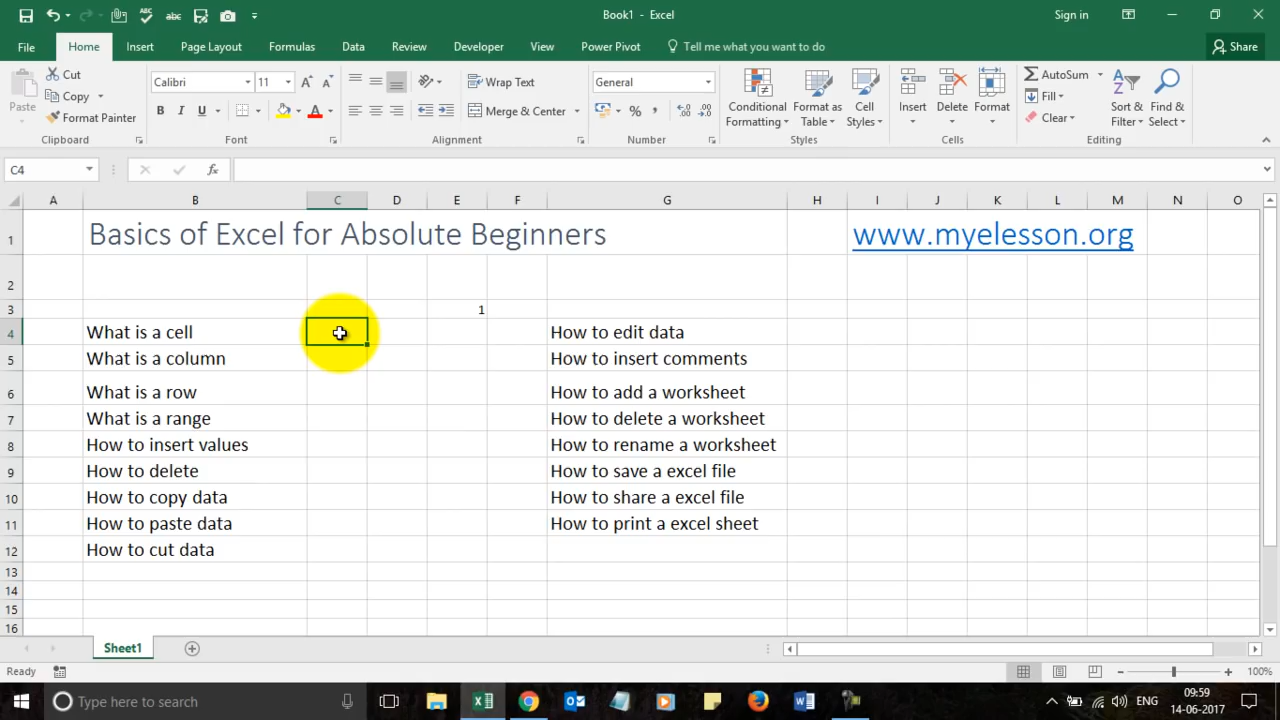 Book1 - Excel
Sign in
File Home Insert Page Layout Formulas Data Review Developer View Power Pivot Tell me what you want to do Share
Paste
Cut
Copy
Format Painter
Clipboard
Calibri 11
B I U
Font
Wrap Text
Merge & Center
Alignment
General
Number
Conditional Formatting
Format as Table
Cell Styles
Styles
Insert
Delete
Format
Cells
AutoSum
Fill
Clear
Sort & Filter
Find & Select
Editing
C4
A B C D E F G H I J K L M N O
1 Basics of Excel for Absolute Beginners www.myelesson.org
2
3 1
4 What is a cell How to edit data
5 What is a column How to insert comments
6 What is a row How to add a worksheet
7 What is a range How to delete a worksheet
8 How to insert values How to rename a worksheet
9 How to delete How to save a excel file
10 How to copy data How to share a excel file
11 How to paste data How to print a excel sheet
12 How to cut data
13
14
15
16
Sheet1
Ready 100%
Type here to search
ENG
09:59
14-06-2017